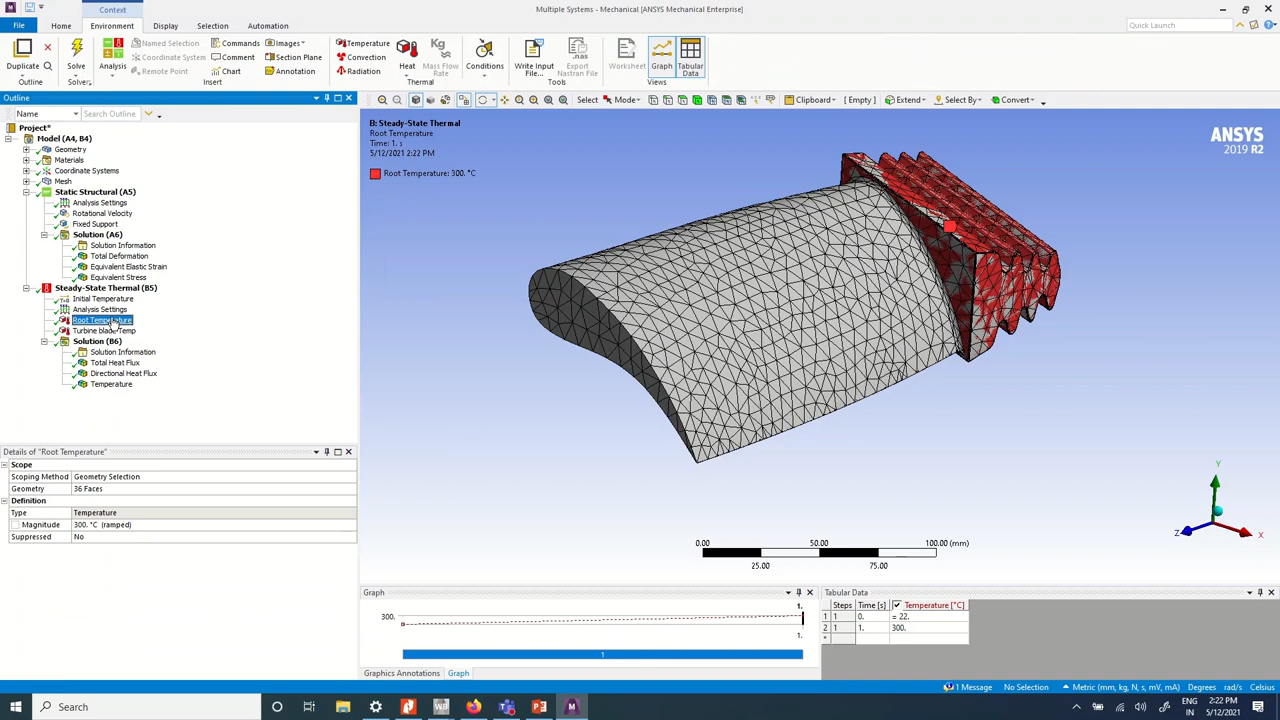 Context
Multiple Systems - Mechanical [ANSYS Mechanical Enterprise]
File
Home
Environment
Display
Selection
Automation
Quick Launch
Duplicate
Outline
Solve
Solver
Analysis
Named Selection
Coordinate System
Remote Point
Commands
Comment
Chart
Images
Section Plane
Annotation
Insert
Temperature
Convection
Radiation
Heat
Mass Flow Rate
Thermal
Conditions
Write Input File...
Export Nastran File
Tools
Worksheet
Graph
Tabular Data
Views
Outline
Name
Search Outline
Select
Mode
Clipboard
[ Empty ]
Extend
Select By
Convert
Project*
Model (A4, B4)
Geometry
Materials
Coordinate Systems
Mesh
Static Structural (A5)
Analysis Settings
Rotational Velocity
Fixed Support
Solution (A6)
Solution Information
Total Deformation
Equivalent Elastic Strain
Equivalent Stress
Steady-State Thermal (B5)
Initial Temperature
Analysis Settings
Root Temperature
Turbine blade Temp
Solution (B6)
Solution Information
Total Heat Flux
Directional Heat Flux
Temperature
B: Steady-State Thermal
Root Temperature
Time: 1. s
5/12/2021 2:22 PM
Root Temperature: 300. °C
ANSYS
2019 R2
Details of "Root Temperature"
Scope
Scoping Method Geometry Selection
Geometry 36 Faces
Definition
Type Temperature
Magnitude 300. °C (ramped)
Suppressed No
0.00 50.00 100.00 (mm)
25.00 75.00
Y
Z
X
Graph
1.
300.
1.
1
Graphics Annotations
Graph
Tabular Data
Steps Time [s] Temperature [°C]
1 1 0. = 22.
2 1 1. 300.
*
1 Message
No Selection
Metric (mm, kg, N, s, mV, mA)
Degrees
rad/s
Celsius
Search
WB
M
ENG
IN
2:22 PM
5/12/2021